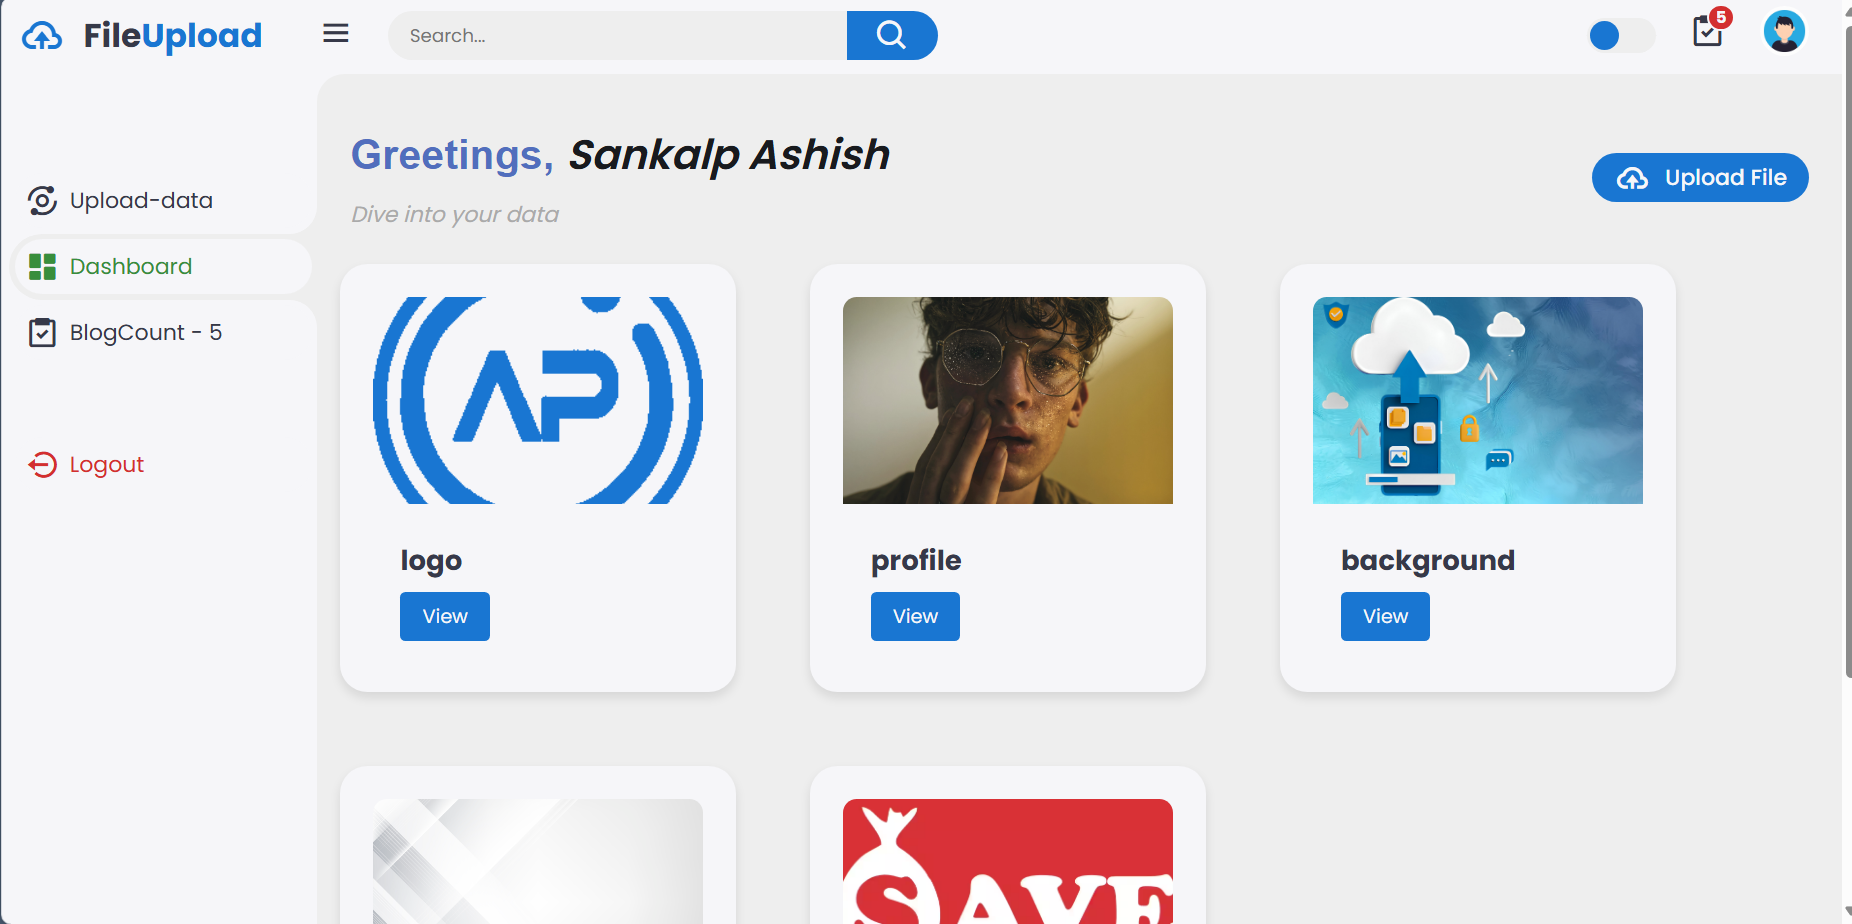 FileUpload
Search...
5
Greetings, Sankalp Ashish
Upload File
Dive into your data
Upload-data
Dashboard
BlogCount - 5
Logout
AP
logo
View
profile
View
background
View
SAVE